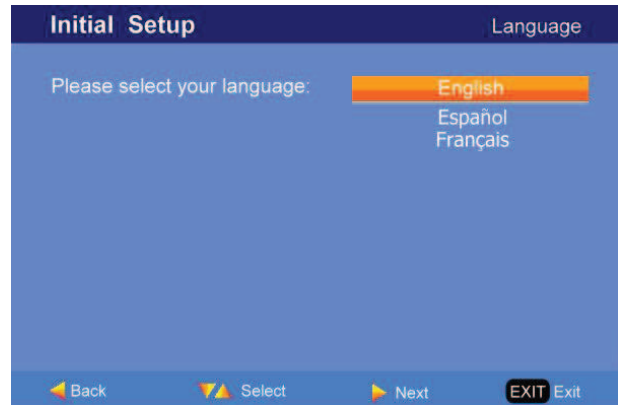 Initial Setup Language
Please select your language: English
Español
Français
Back Select Next EXIT Exit